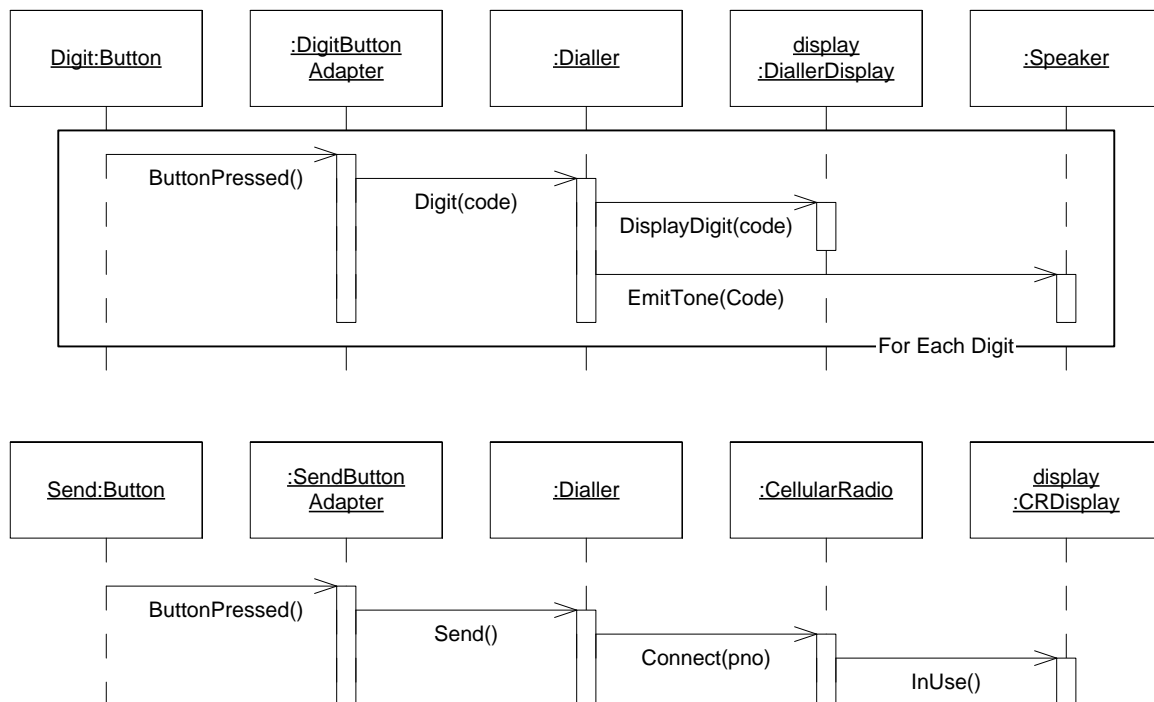 Digit:Button
:DigitButton
Adapter
:Dialler
display
:DiallerDisplay
:Speaker
ButtonPressed()
Digit(code)
DisplayDigit(code)
EmitTone(Code)
For Each Digit
Send:Button
:SendButton
Adapter
:Dialler
:CellularRadio
display
:CRDisplay
ButtonPressed()
Send()
Connect(pno)
InUse()